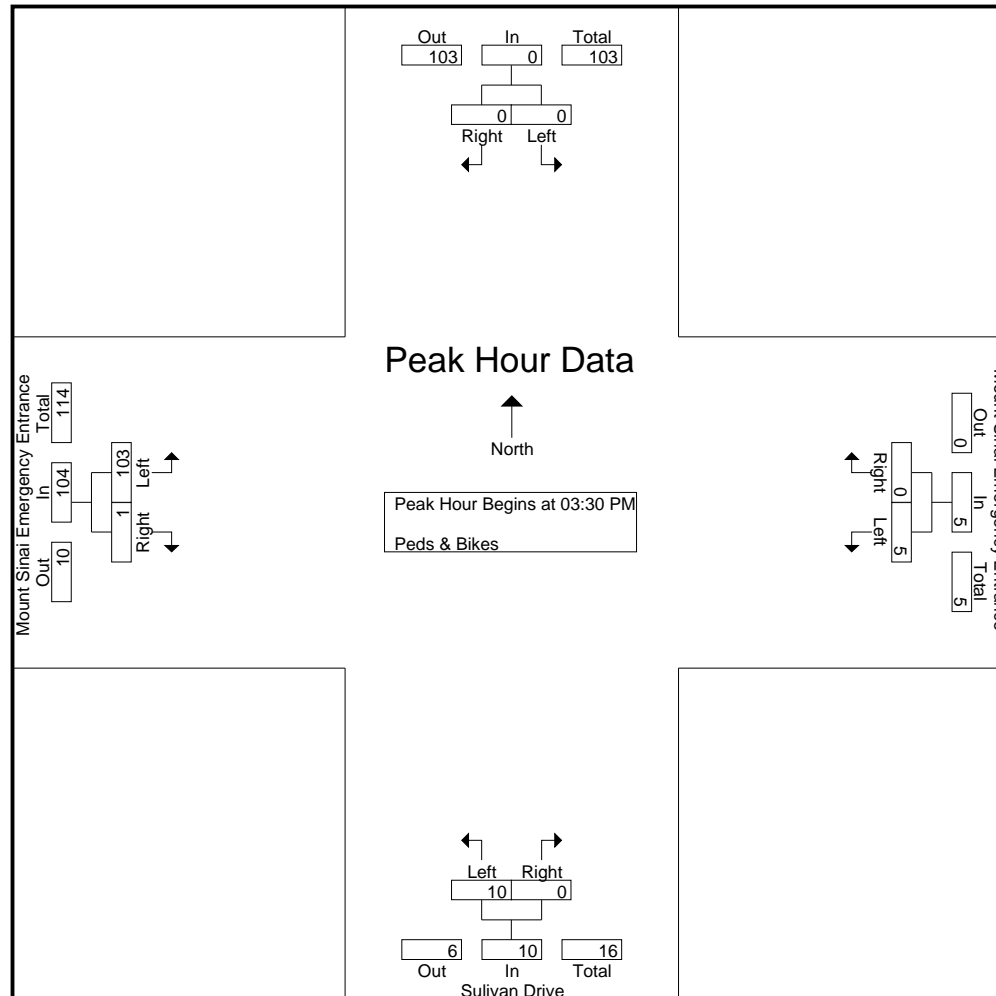 Out In Total
103 0 103
0 0
Right Left
Peak Hour Data
North
Peak Hour Begins at 03:30 PM
Peds & Bikes
Mount Sinai Emergency Entrance
Total In Out
114 104 10
103 1
Left Right
Right Left
0 5
Out In Total
0 5 5
Left Right
10 0
6 10 16
Out In Total
Sulivan Drive